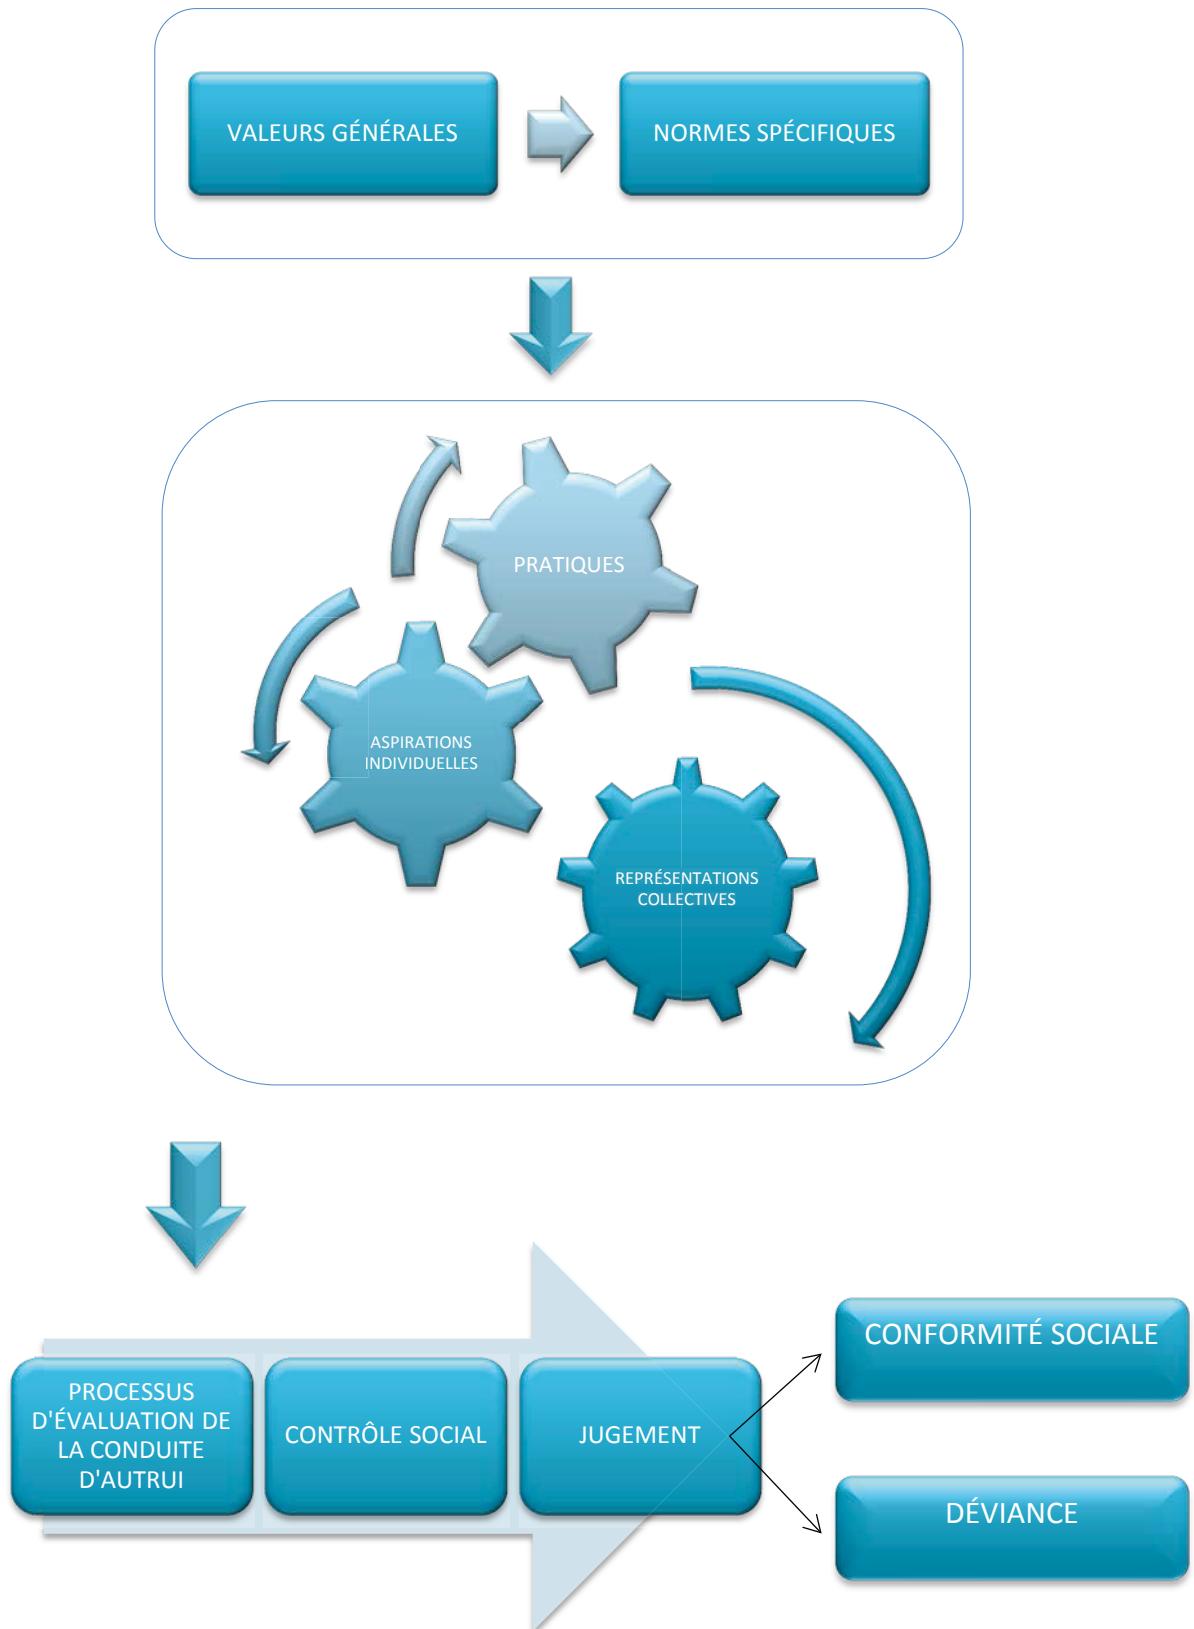 VALEURS GÉNÉRALES
NORMES SPÉCIFIQUES
PRATIQUES
ASPIRATIONS
INDIVIDUELLES
REPRÉSENTATIONS
COLLECTIVES
PROCESSUS
D'ÉVALUATION DE
LA CONDUITE
D'AUTRUI
CONTRÔLE SOCIAL
JUGEMENT
CONFORMITÉ SOCIALE
DÉVIANCE